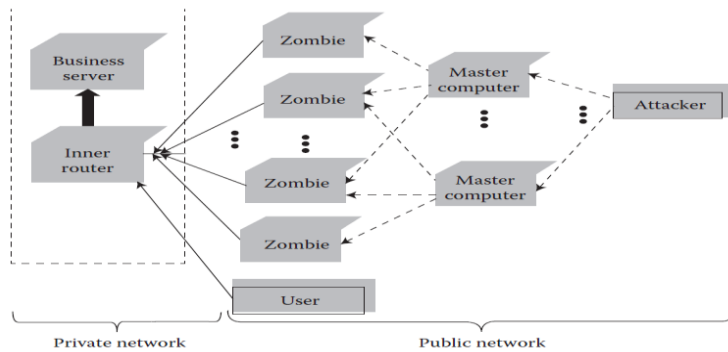 Business
server
Inner
router
Zombie
Zombie
Zombie
Zombie
Master
computer
Master
computer
Attacker
User
Private network
Public network